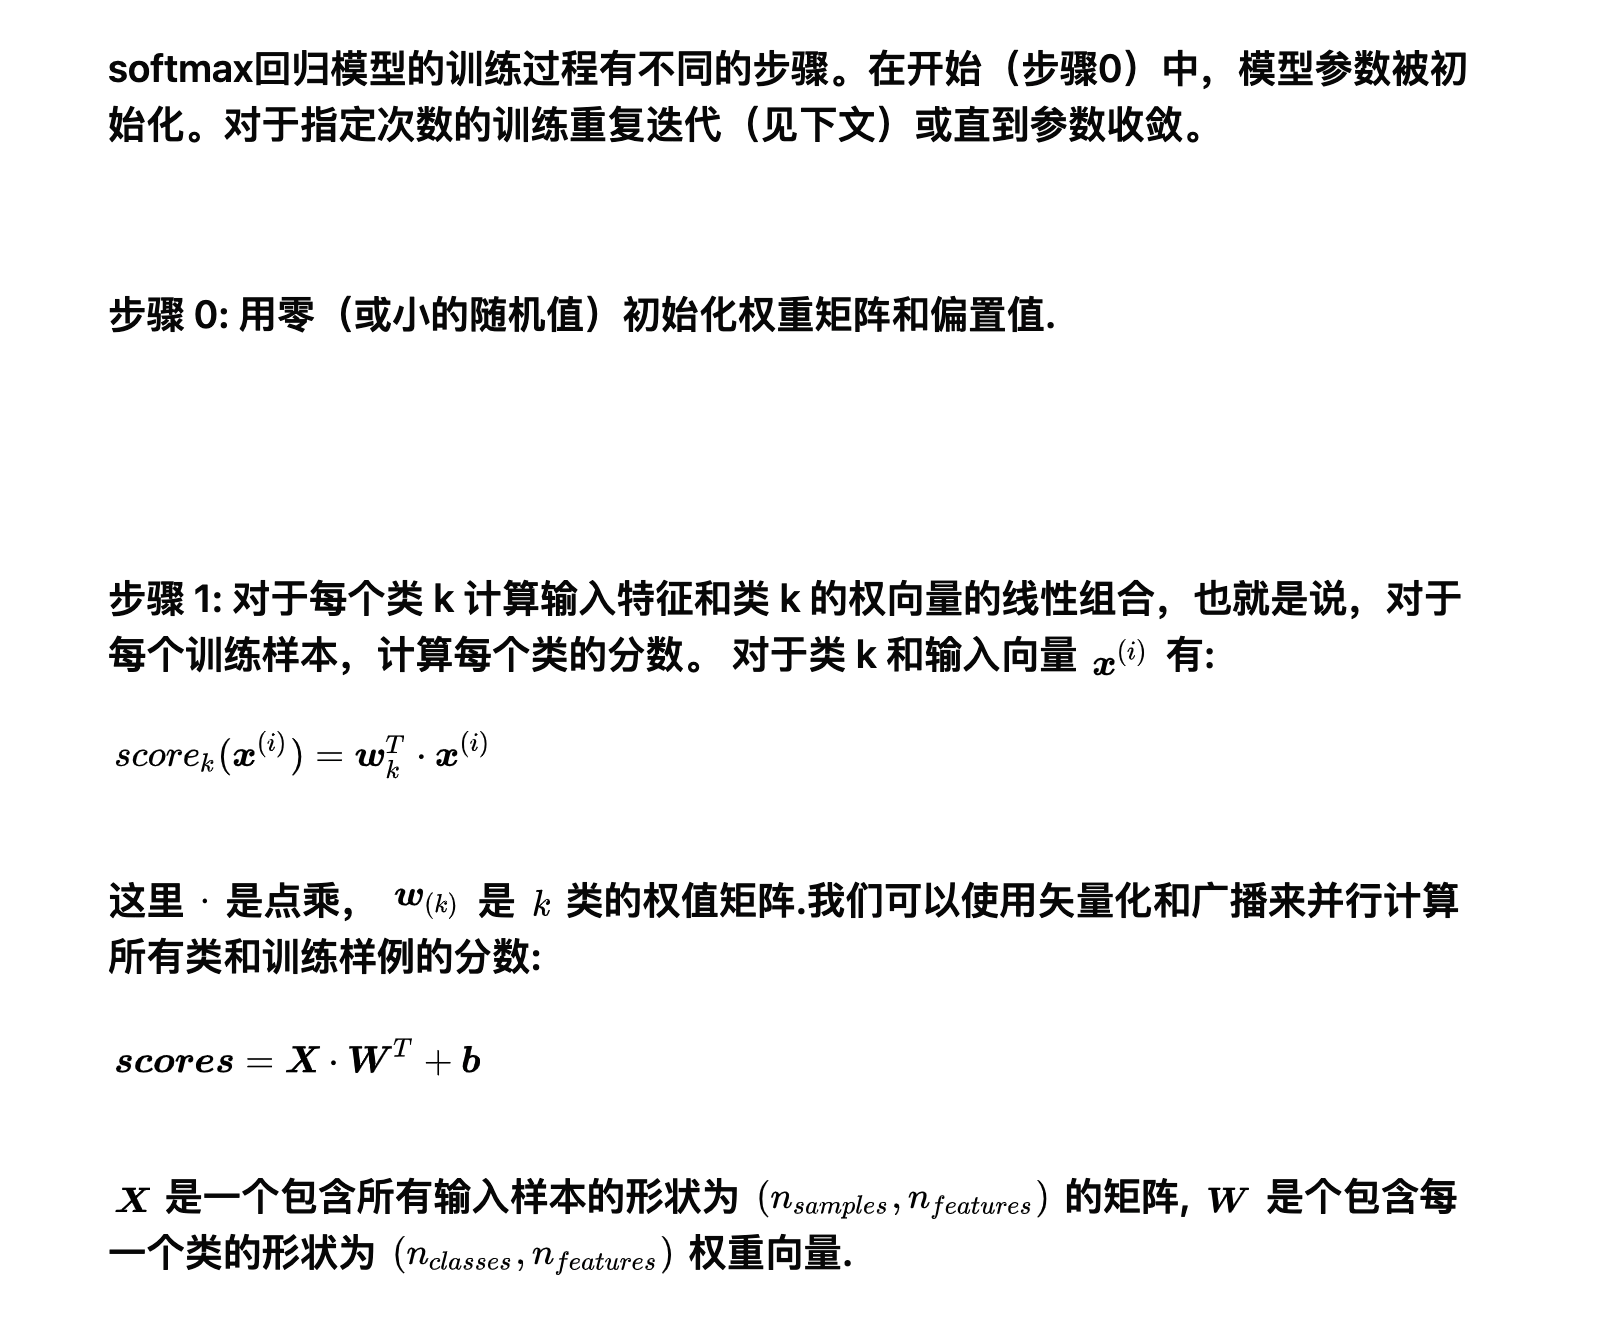 softmax回归模型的训练过程有不同的步骤。在开始（步骤0）中，模型参数被初
始化。对于指定次数的训练重复迭代（见下文）或直到参数收敛。
步骤 0: 用零（或小的随机值）初始化权重矩阵和偏置值.
步骤 1: 对于每个类 k 计算输入特征和类 k 的权向量的线性组合，也就是说，对于
每个训练样本，计算每个类的分数。 对于类 k 和输入向量 $\boldsymbol{x}^{(i)}$ 有:
$score_k(\boldsymbol{x}^{(i)}) = \boldsymbol{w}_k^T \cdot \boldsymbol{x}^{(i)}$
这里 $\cdot$ 是点乘， $\boldsymbol{w}_{(k)}$ 是 $k$ 类的权值矩阵.我们可以使用矢量化和广播来并行计算
所有类和训练样例的分数:
$\boldsymbol{scores} = \boldsymbol{X} \cdot \boldsymbol{W}^T + \boldsymbol{b}$
$\boldsymbol{X}$ 是一个包含所有输入样本的形状为 $(n_{samples}, n_{features})$ 的矩阵, $\boldsymbol{W}$ 是个包含每
一个类的形状为 $(n_{classes}, n_{features})$ 权重向量.